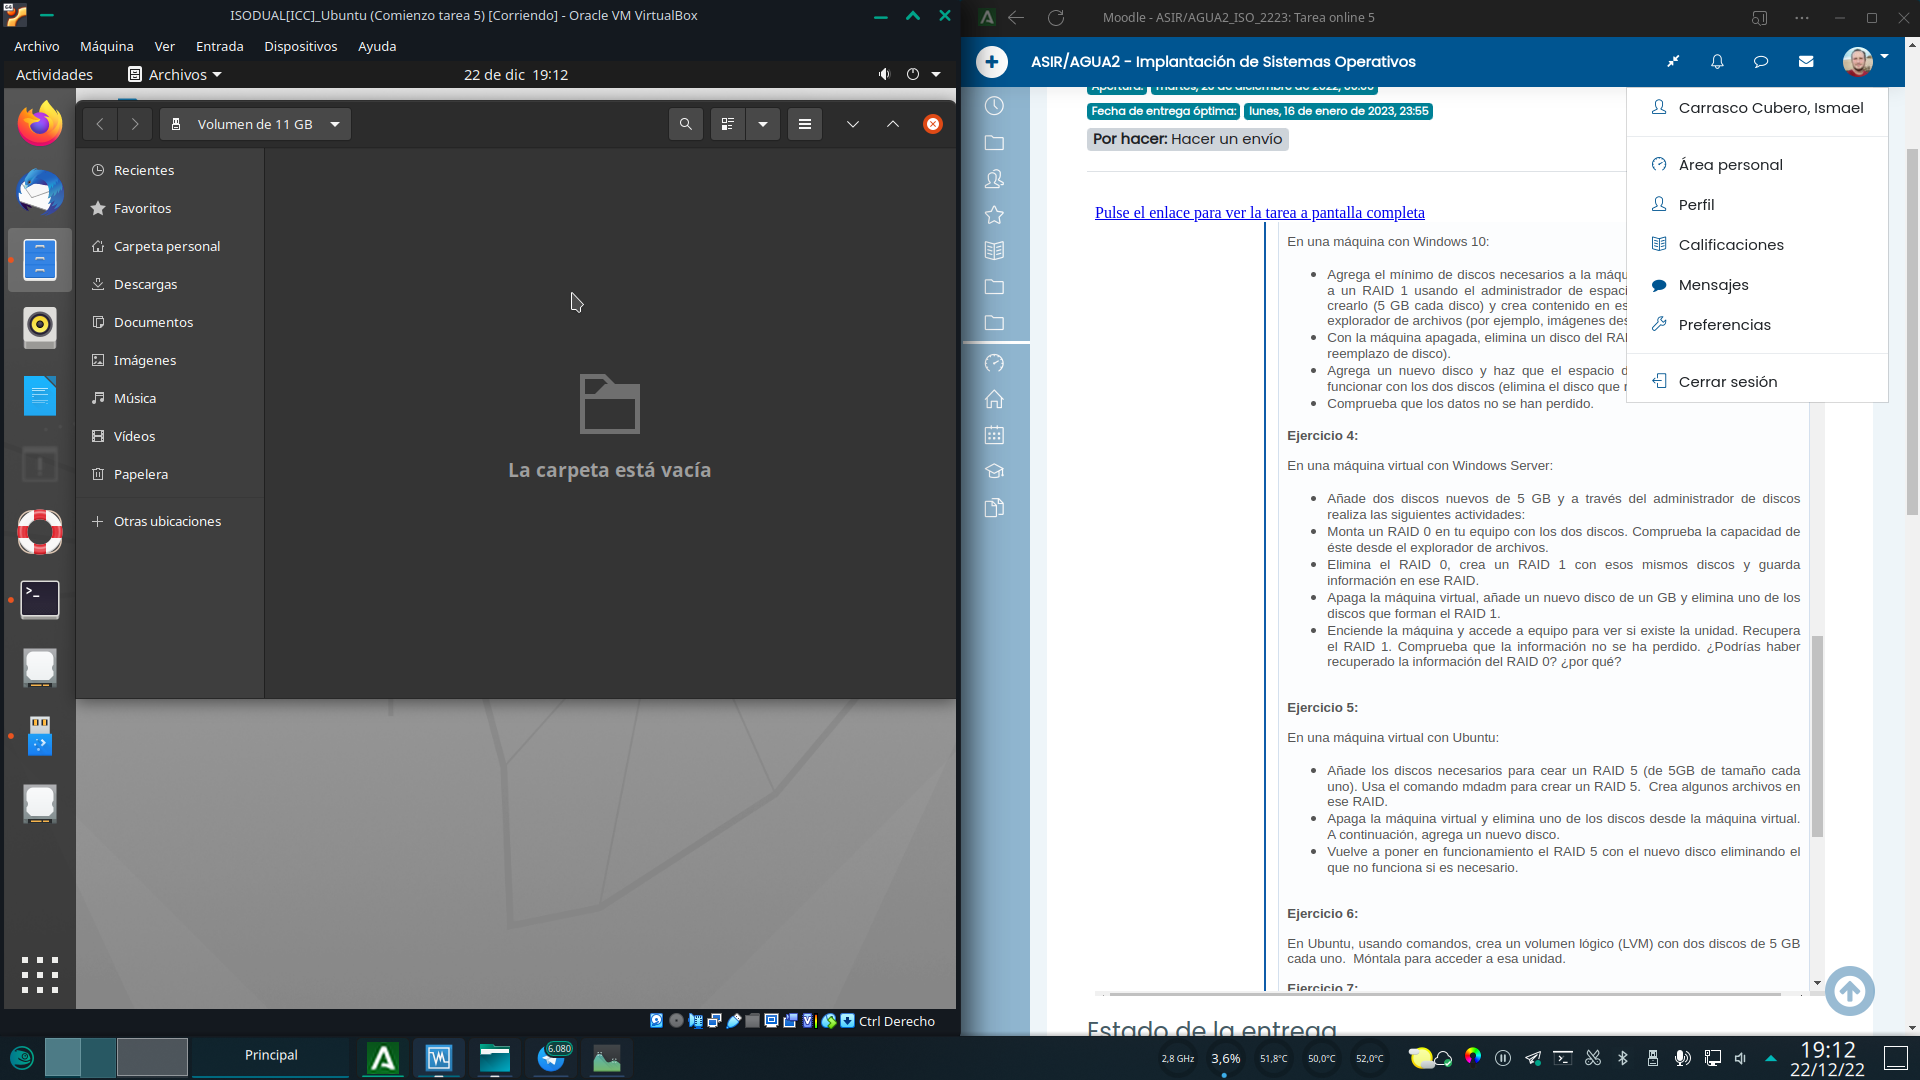 ISODUAL[ICC]_Ubuntu (Comienzo tarea 5) [Corriendo] - Oracle VM VirtualBox
Archivo Máquina Ver Entrada Dispositivos Ayuda
Actividades Archivos 22 de dic 19:12
Volumen de 11 GB
Recientes
Favoritos
Carpeta personal
Descargas
Documentos
Imágenes
Música
Vídeos
Papelera
Otras ubicaciones
La carpeta está vacía
Ctrl Derecho
Moodle - ASIR/AGUA2_ISO_2223: Tarea online 5
ASIR/AGUA2 - Implantación de Sistemas Operativos
Apertura:
Fecha de entrega óptima: lunes, 16 de enero de 2023, 23:55
Por hacer: Hacer un envío
Carrasco Cubero, Ismael
Área personal
Perfil
Calificaciones
Mensajes
Preferencias
Cerrar sesión
Pulse el enlace para ver la tarea a pantalla completa
En una máquina con Windows 10:
Agrega el mínimo de discos necesarios a la
a un RAID 1 usando el administrador de
crearlo (5 GB cada disco) y crea contenido en
explorador de archivos (por ejemplo, imágenes
Con la máquina apagada, elimina un disco del
reemplazo de disco).
Agrega un nuevo disco y haz que el espacio
funcionar con los dos discos (elimina el disco que
Comprueba que los datos no se han perdido.
Ejercicio 4:
En una máquina virtual con Windows Server:
Añade dos discos nuevos de 5 GB y a través del administrador de discos
realiza las siguientes actividades:
Monta un RAID 0 en tu equipo con los dos discos. Comprueba la capacidad de
éste desde el explorador de archivos.
Elimina el RAID 0, crea un RAID 1 con esos mismos discos y guarda
información en ese RAID.
Apaga la máquina virtual, añade un nuevo disco de un GB y elimina uno de los
discos que forman el RAID 1.
Enciende la máquina y accede a equipo para ver si existe la unidad. Recupera
el RAID 1. Comprueba que la información no se ha perdido. ¿Podrías haber
recuperado la información del RAID 0? ¿por qué?
Ejercicio 5:
En una máquina virtual con Ubuntu:
Añade los discos necesarios para cear un RAID 5 (de 5GB de tamaño cada
uno). Usa el comando mdadm para crear un RAID 5. Crea algunos archivos en
ese RAID.
Apaga la máquina virtual y elimina uno de los discos desde la máquina virtual.
A continuación, agrega un nuevo disco.
Vuelve a poner en funcionamiento el RAID 5 con el nuevo disco eliminando el
que no funciona si es necesario.
Ejercicio 6:
En Ubuntu, usando comandos, crea un volumen lógico (LVM) con dos discos de 5 GB
cada uno. Móntala para acceder a esa unidad.
Ejercicio 7:
Estado de la entrega
Principal
6.080
2,8 GHz 3,6% 51,8°C 50,0°C 52,0°C
19:12
22/12/22